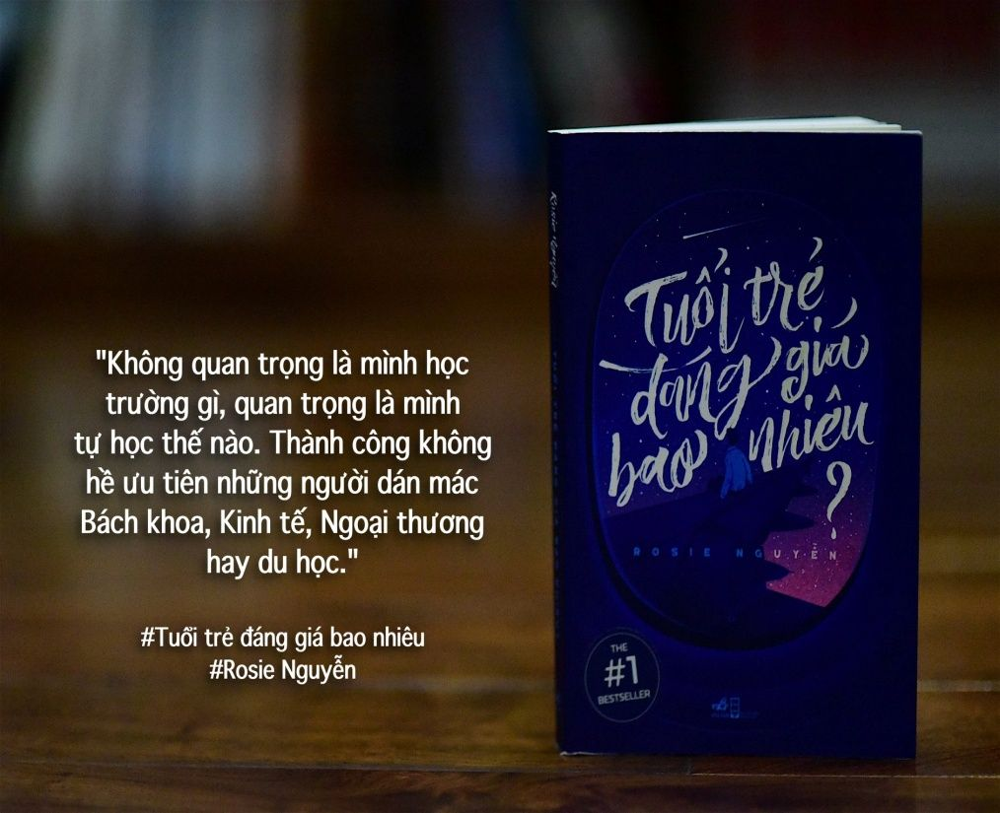 "Không quan trọng là mình học
trường gì, quan trọng là mình
tự học thế nào. Thành công không
hề ưu tiên những người dán mác
Bách khoa, Kinh tế, Ngoại thương
hay du học."
#Tuổi trẻ đáng giá bao nhiêu
#Rosie Nguyễn
Rosie Nguyễn
Tuổi trẻ
đáng giá
bao nhiêu
?
ROSIE NGUYỄN
THE
#1
BESTSELLER